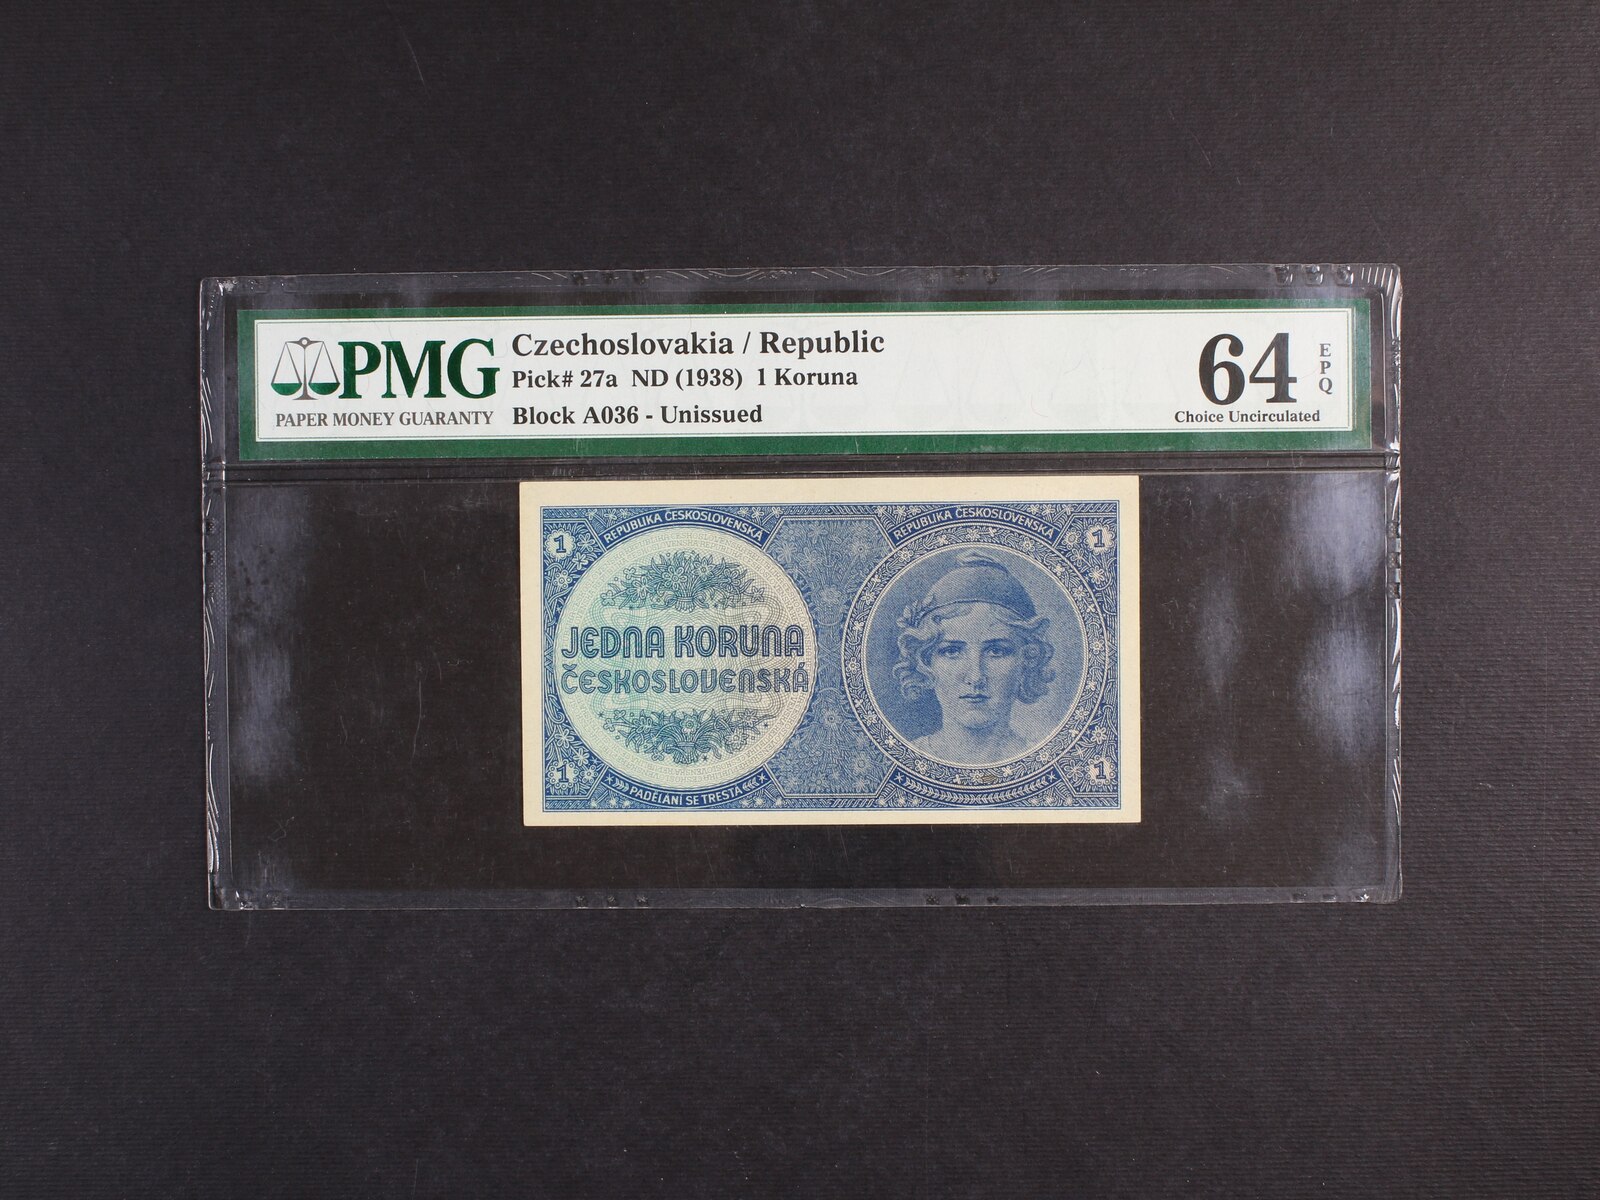 PMG
PAPER MONEY GUARANTY
Czechoslovakia / Republic
Pick# 27a ND (1938) 1 Koruna
Block A036 - Unissued
64
EPQ
Choice Uncirculated
1
REPUBLIKA ČESKOSLOVENSKÁ
REPUBLIKA ČESKOSLOVENSKÁ
1
JEDNA KORUNA
ČESKOSLOVENSKÁ
1
PADĚLÁNÍ SE TRESTÁ
1